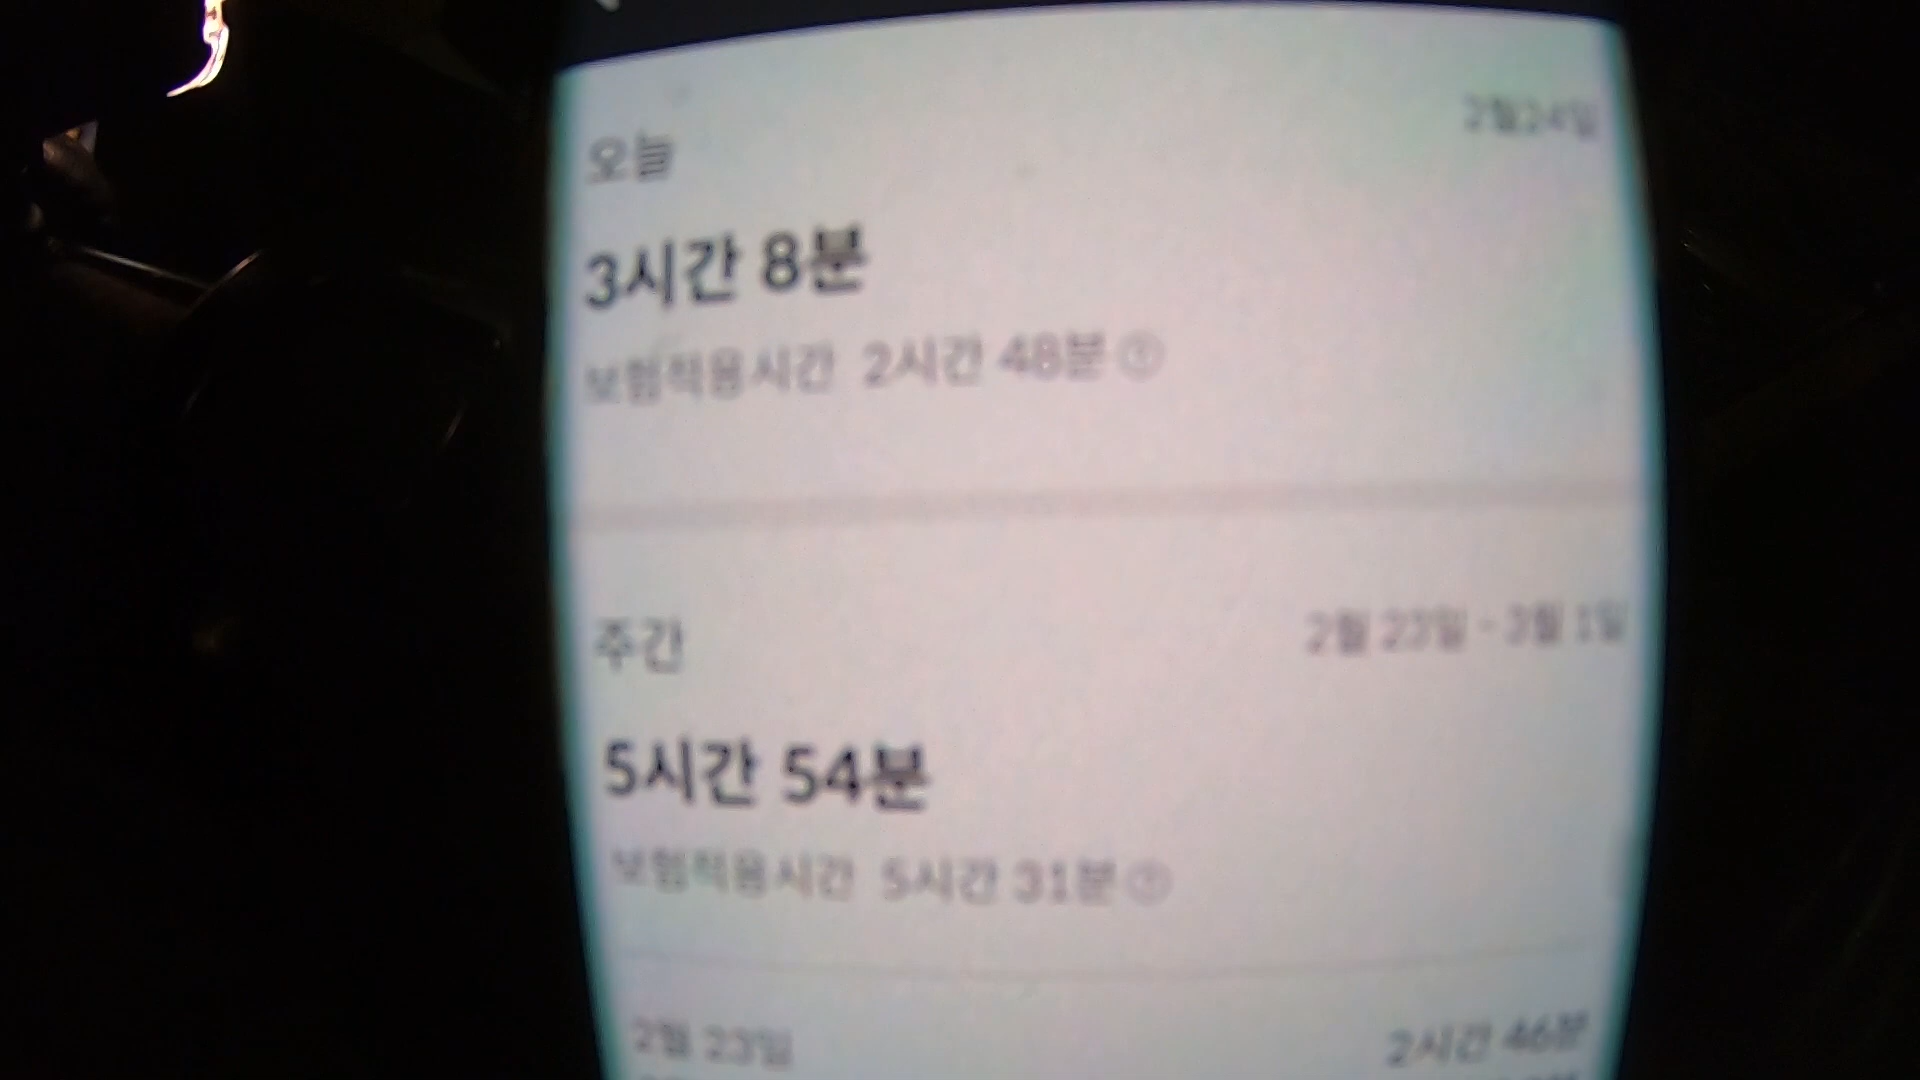 오늘 2월24일
3시간 8분
보험적용시간 2시간 48분
주간 2월 23일 - 3월 1일
5시간 54분
보험적용시간 5시간 31분
2월 23일 2시간 46분